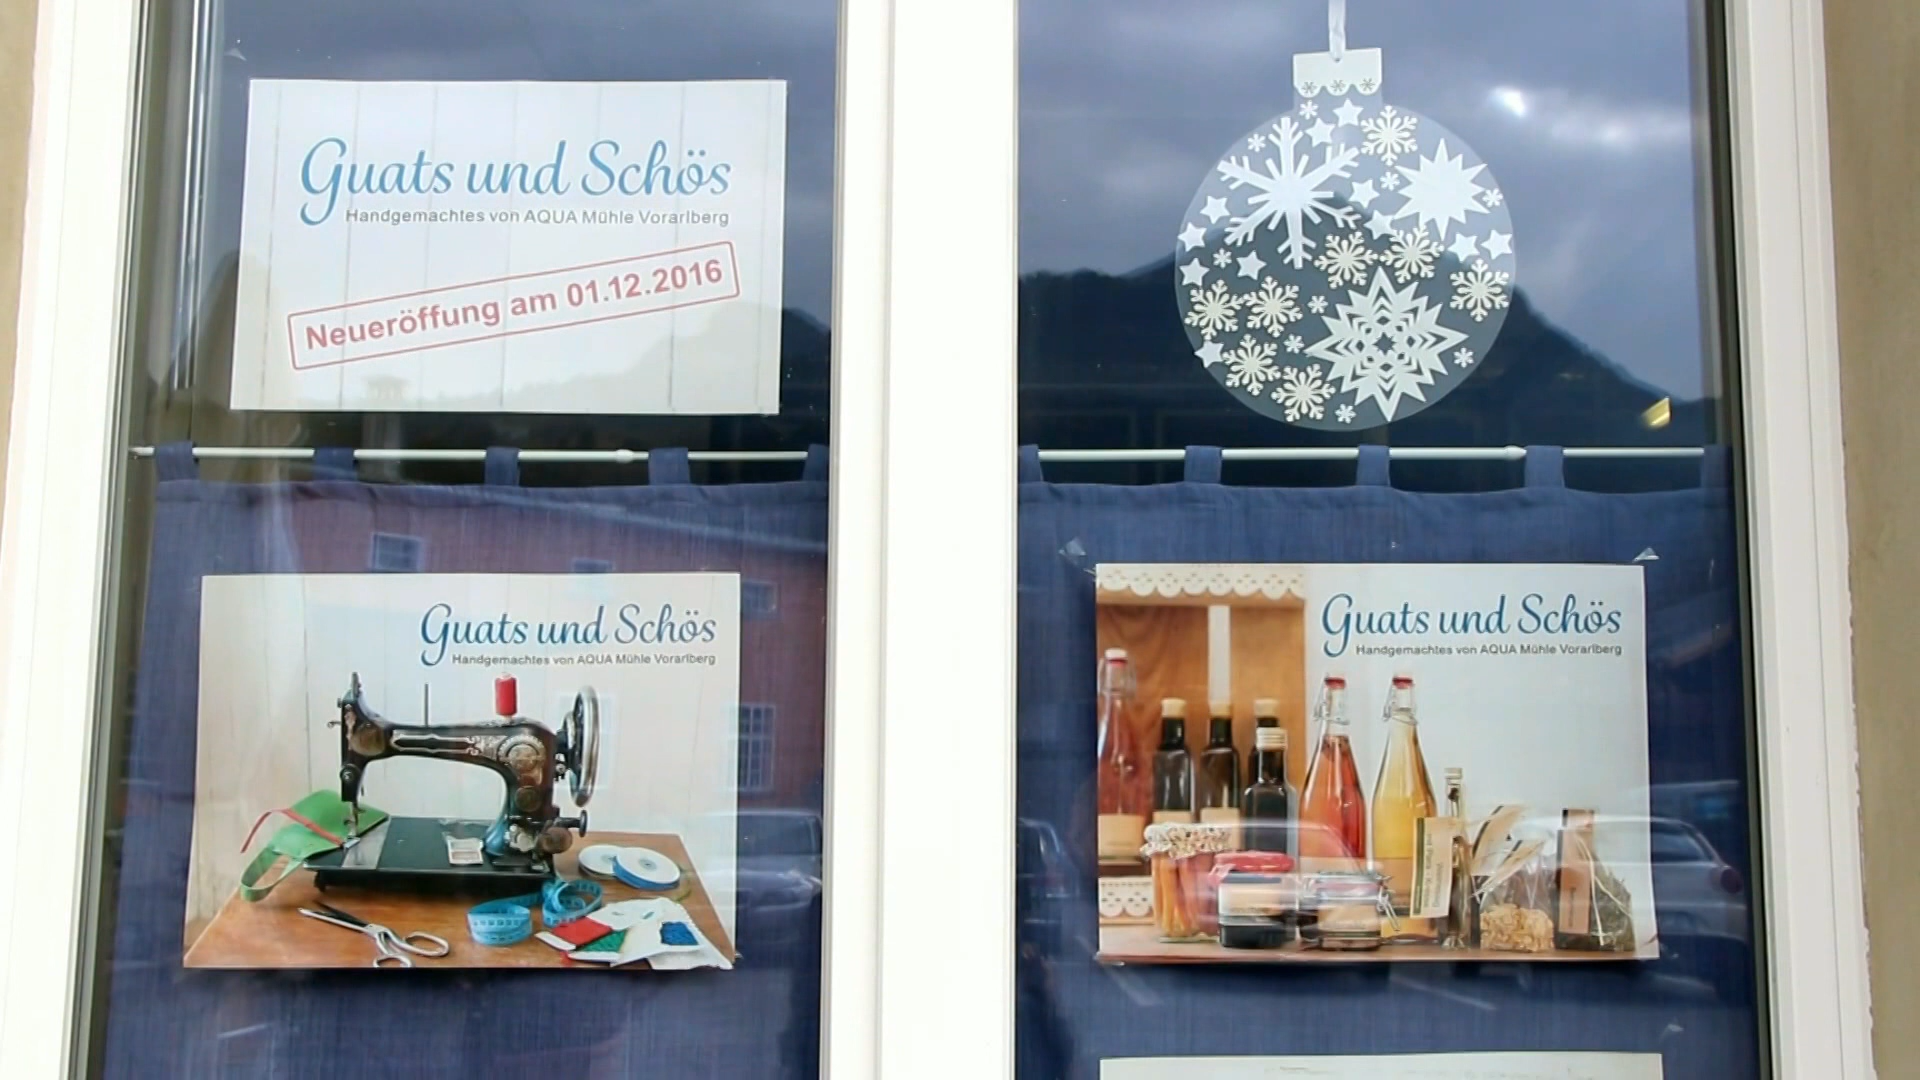 Guats und Schös
Handgemachtes von AQUA Mühle Vorarlberg
Neueröffung am 01.12.2016
Guats und Schös
Handgemachtes von AQUA Mühle Vorarlberg
Guats und Schös
Handgemachtes von AQUA Mühle Vorarlberg